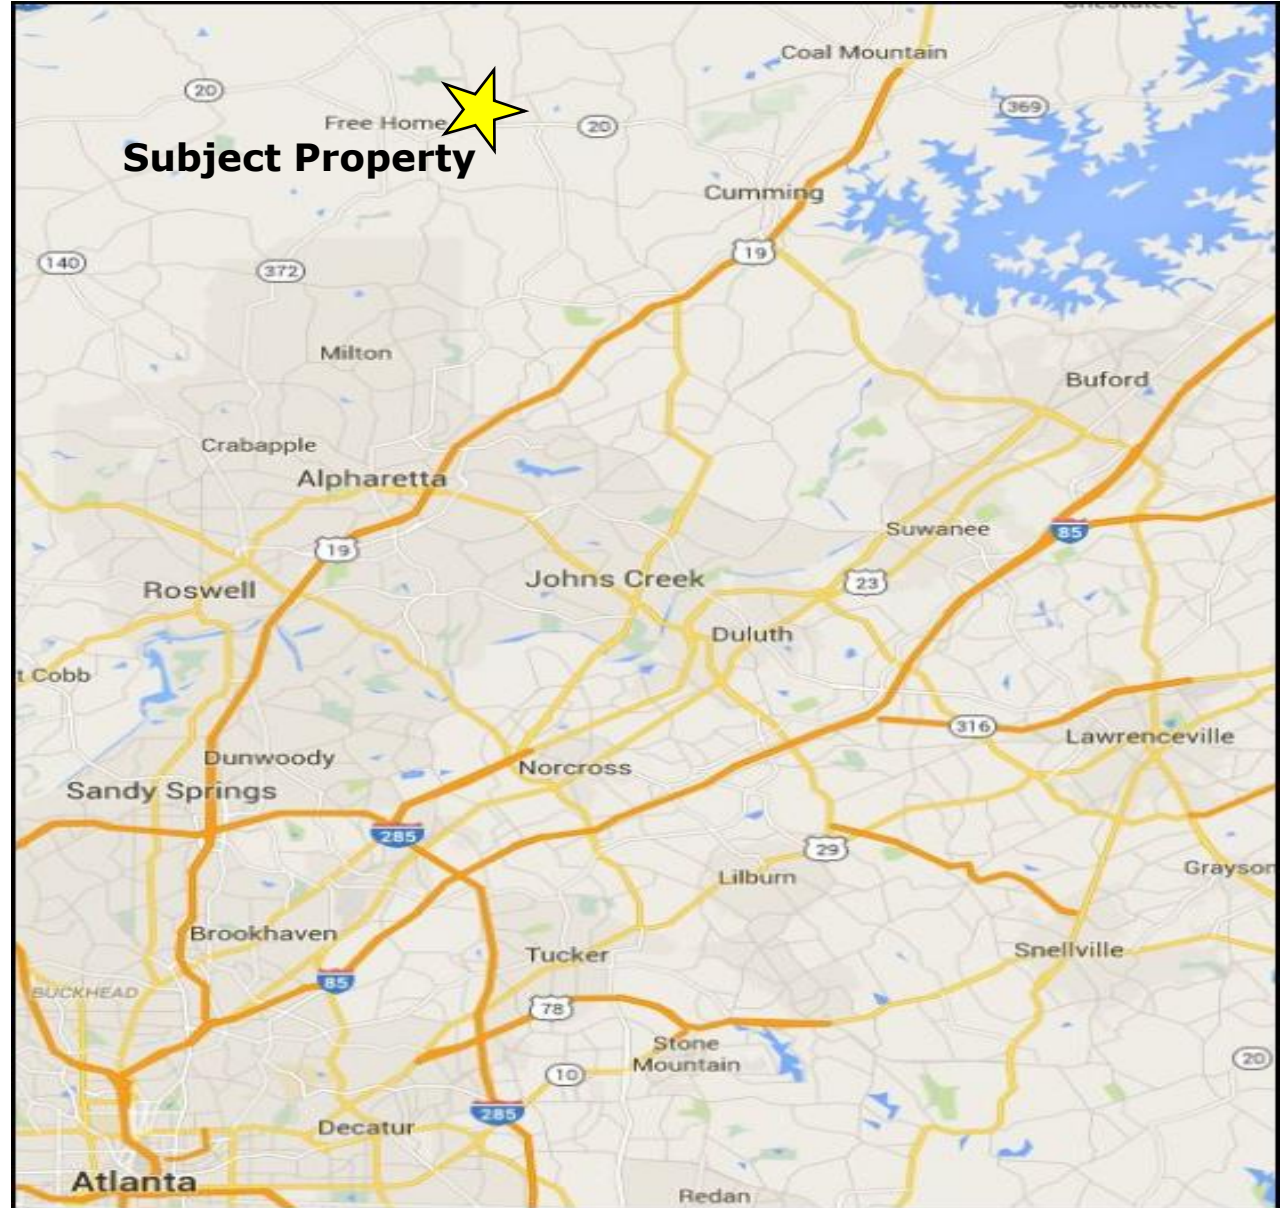 Coal Mountain
20
369
Free Home
20
Subject Property
Cumming
19
140
372
Milton
Buford
Crabapple
Alpharetta
Suwanee
85
19
Johns Creek
23
Roswell
Duluth
t Cobb
316
Lawrenceville
Dunwoody
Norcross
Sandy Springs
285
29
Lilburn
Grayson
Brookhaven
Snellville
Tucker
85
BUCKHEAD
78
Stone
Mountain
20
10
285
Decatur
Atlanta
Redan